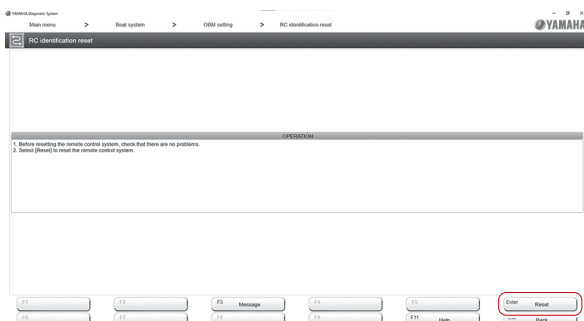 YAMAHA Diagnostic System
Main menu > Boat system > OBM setting > RC identification reset
YAMAHA
RC identification reset
OPERATION
1. Before resetting the remote control system, check that there are no problems.
2. Select [Reset] to reset the remote control system.
F1 F2 F3 Message F4 F5 Enter Reset
F6 F7 F8 F9 F11 Help Back